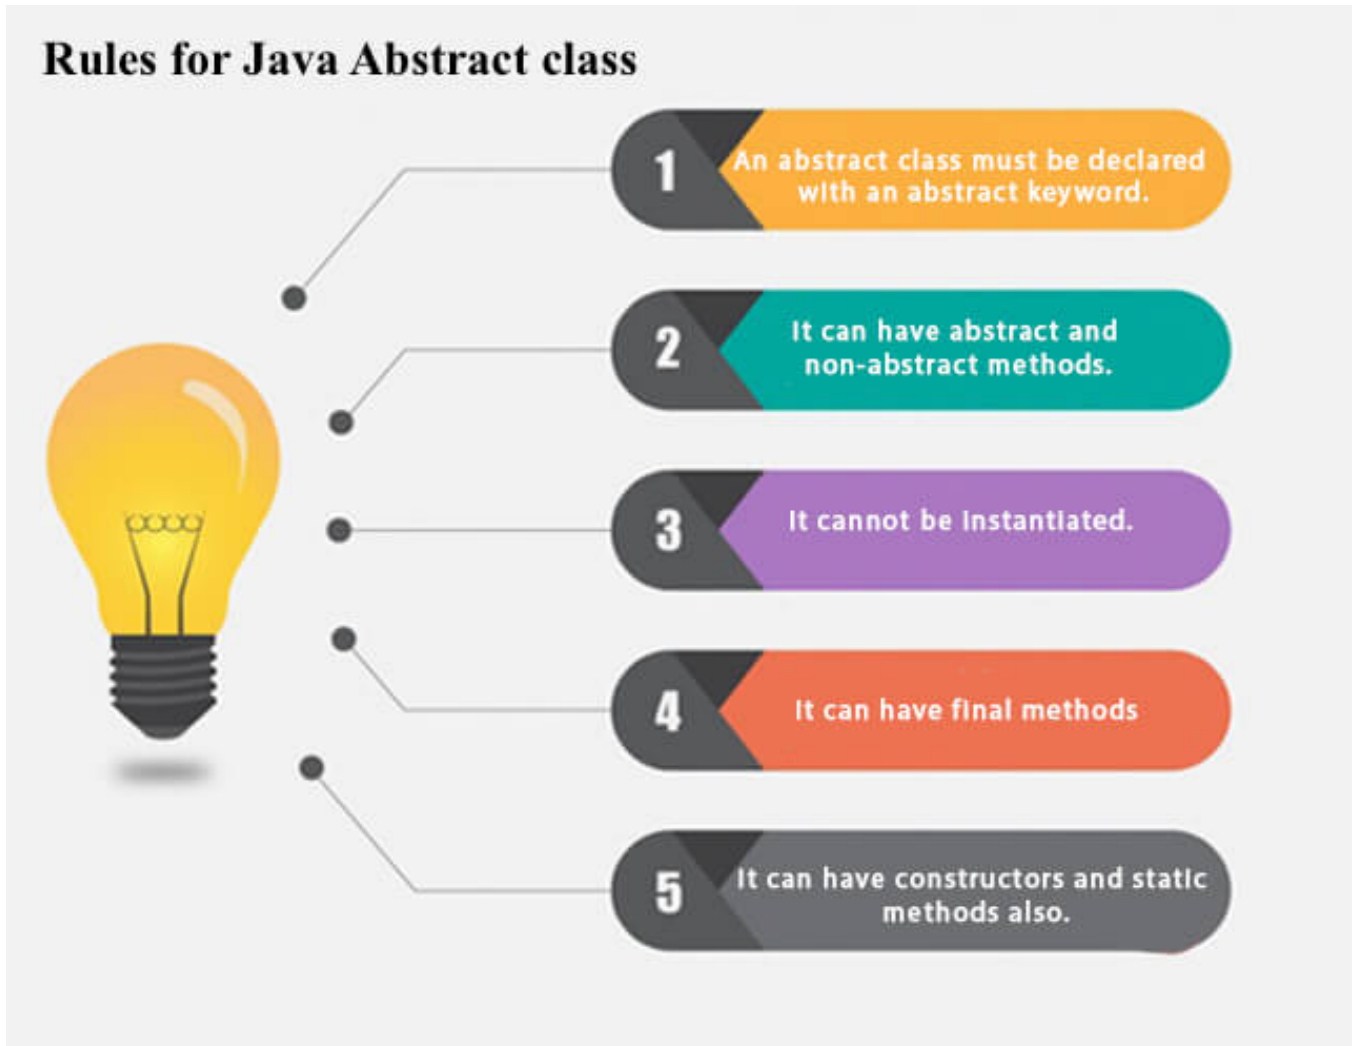 Rules for Java Abstract class
1
An abstract class must be declared
with an abstract keyword.
2
It can have abstract and
non-abstract methods.
3
It cannot be instantiated.
4
It can have final methods
5
It can have constructors and static
methods also.